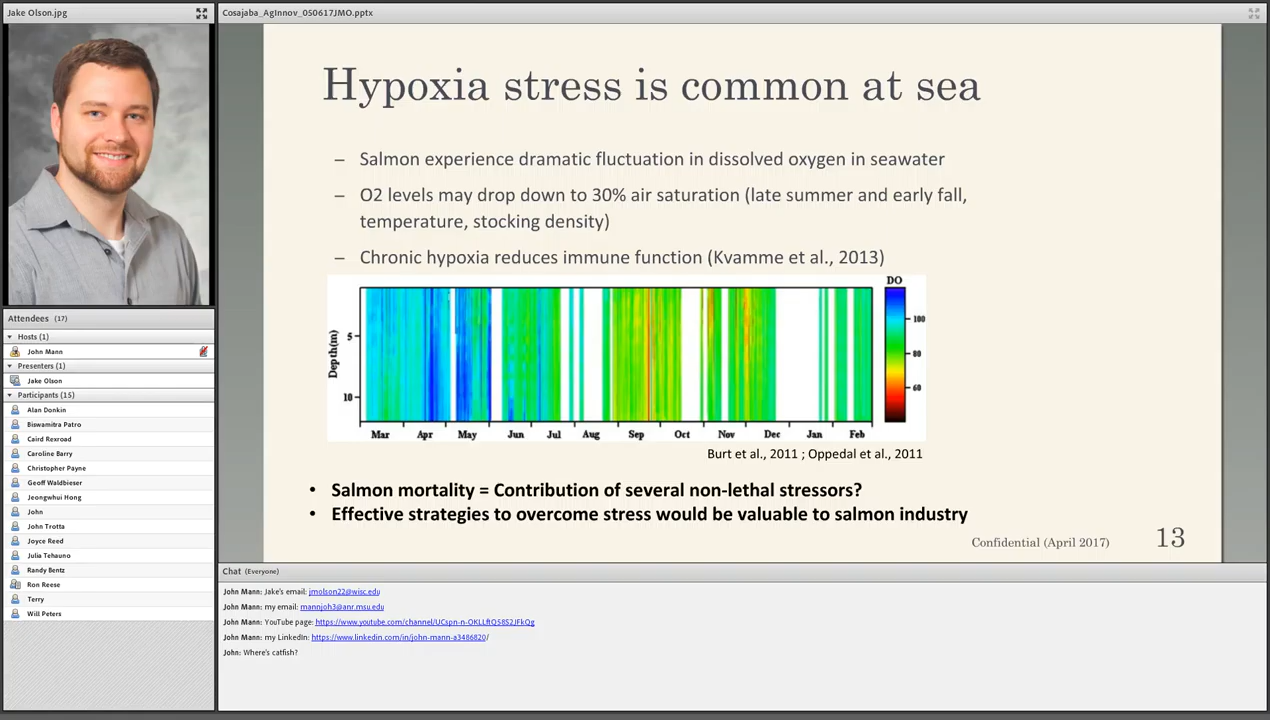 Jake Olson.jpg
Attendees (17)
Hosts (1)
John Mann
Presenters (1)
Jake Olson
Participants (15)
Alan Donkin
Biswamitra Patro
Caird Rexroad
Caroline Barry
Christopher Payne
Geoff Waldbieser
Jeongwhui Hong
John
John Trotta
Joyce Reed
Julia Tehauno
Randy Bentz
Ron Reese
Terry
Will Peters
Cosajaba_AgInnov_050617JMO.pptx
Hypoxia stress is common at sea
– Salmon experience dramatic fluctuation in dissolved oxygen in seawater
– O2 levels may drop down to 30% air saturation (late summer and early fall,
temperature, stocking density)
– Chronic hypoxia reduces immune function (Kvamme et al., 2013)
DO
100
80
60
Depth(m)
5
10
Mar Apr May Jun Jul Aug Sep Oct Nov Dec Jan Feb
Burt et al., 2011 ; Oppedal et al., 2011
• Salmon mortality = Contribution of several non-lethal stressors?
• Effective strategies to overcome stress would be valuable to salmon industry
Confidential (April 2017) 13
Chat (Everyone)
John Mann: Jake's email: jmolson22@wisc.edu
John Mann: my email: mannjoh3@anr.msu.edu
John Mann: YouTube page:
John Mann: my LinkedIn: https://www.linkedin.com/in/john-mann-a3486820/
John: Where's catfish?